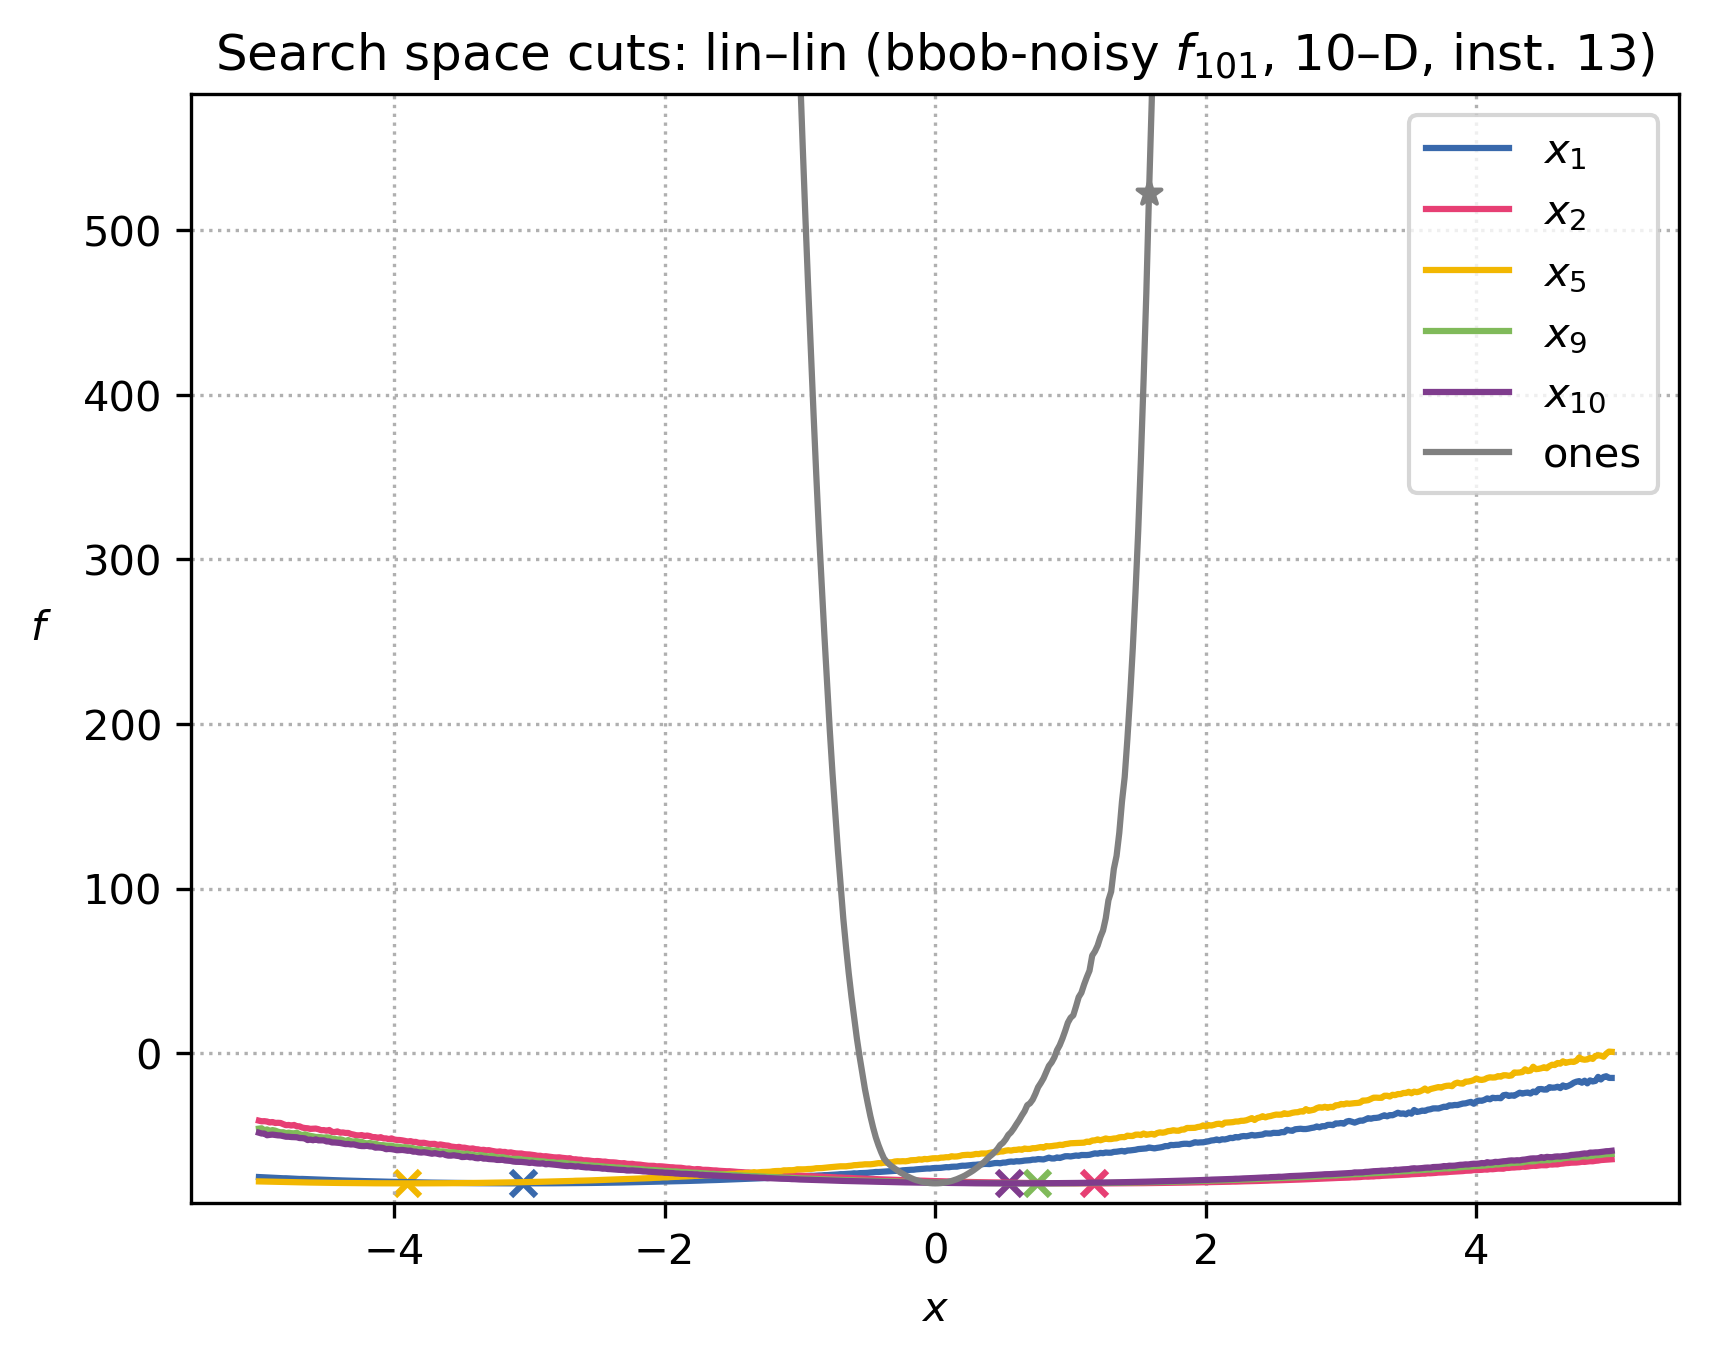 Search space cuts: lin–lin (bbob-noisy f₁₀₁, 10–D, inst. 13)
x₁
x₂
x₅
x₉
x₁₀
ones
500
400
300
200
100
0
f
−4 −2 0 2 4
x